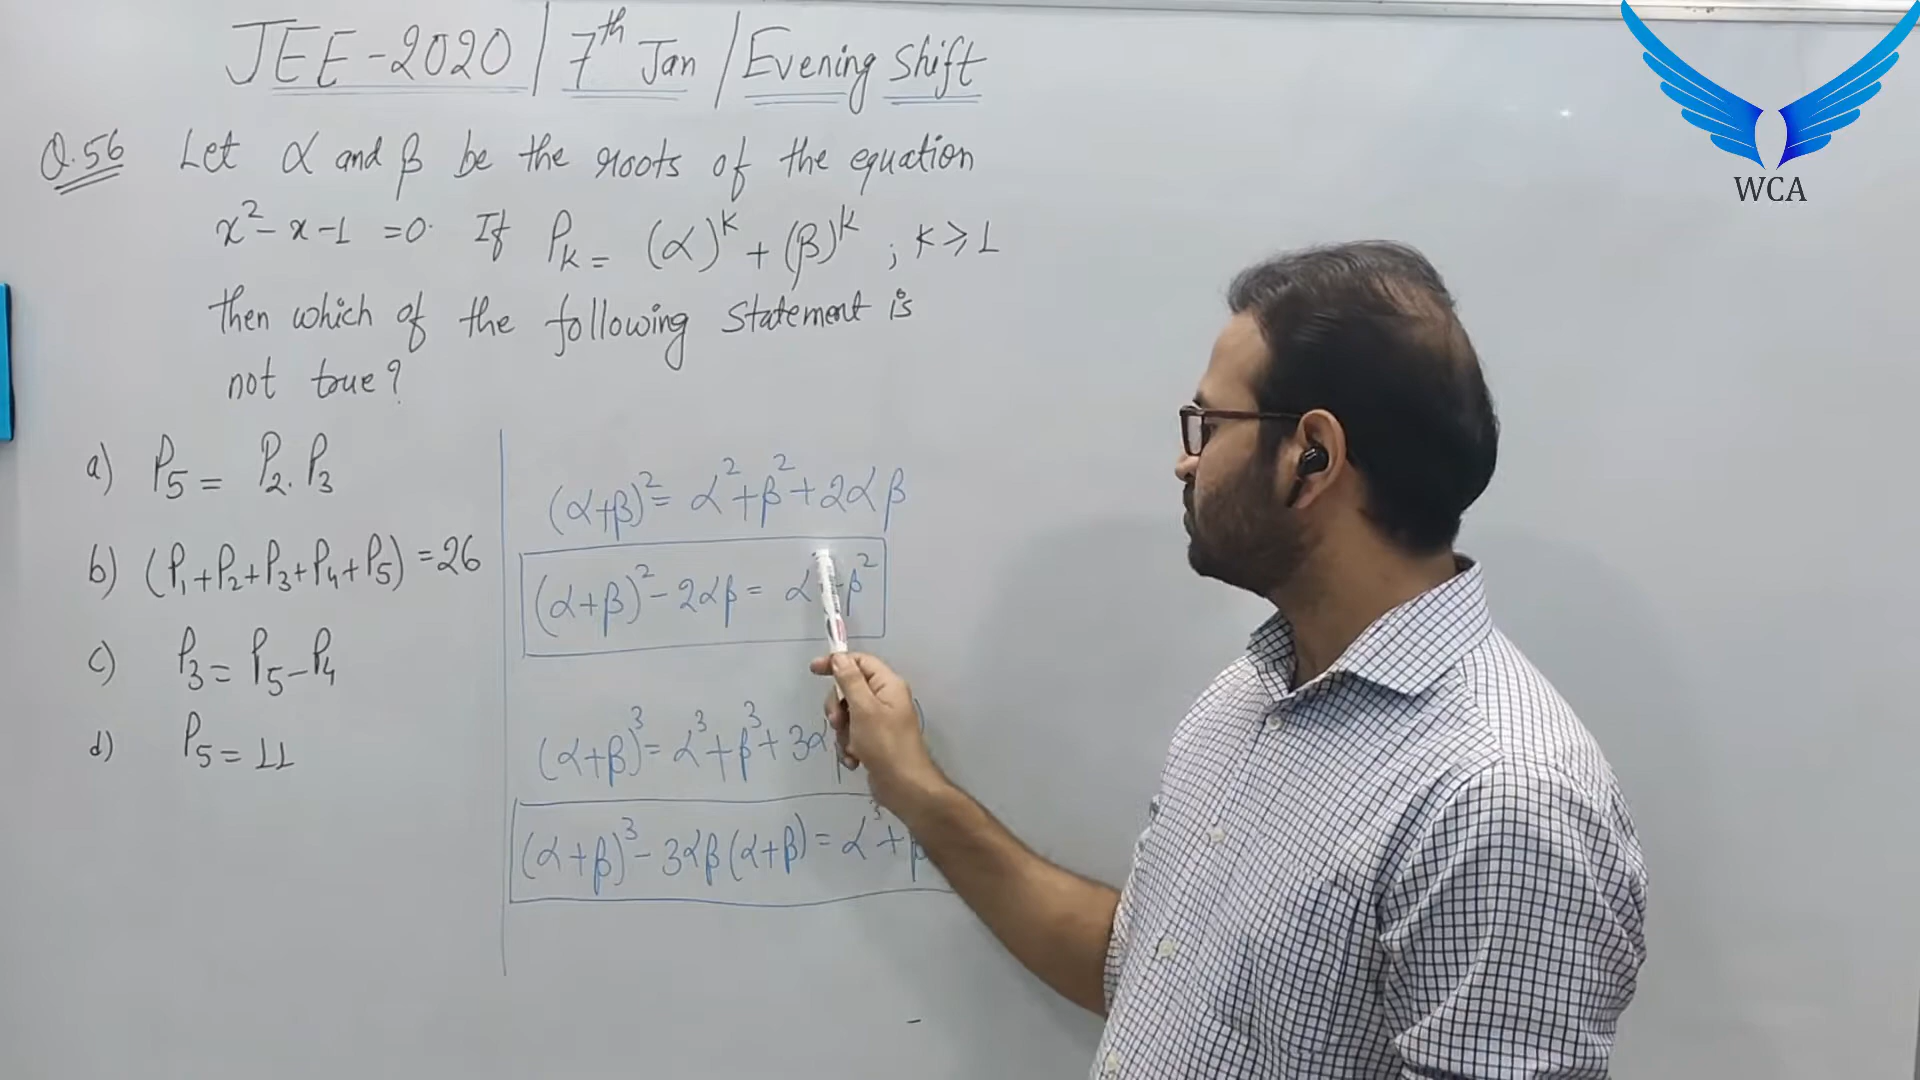 JEE-2020 / 7th Jan / Evening Shift
WCA
Q.56 Let α and β be the roots of the equation
x² - x - 1 = 0. If P_K = (α)^K + (β)^K ; K ≥ 1
then which of the following statement is
not true?
a) P₅ = P₂.P₃
b) (P₁+P₂+P₃+P₄+P₅) = 26
c) P₃ = P₅-P₄
d) P₅ = 11
(α+β)² = α²+β²+2αβ
(α+β)² - 2αβ = α + β²
(α+β)³ = α³+β³+3α
(α+β)³ - 3αβ(α+β) = α³+β